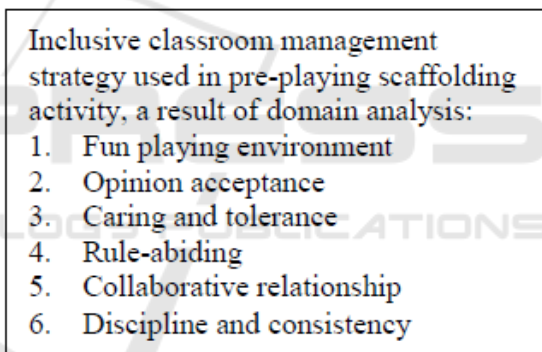 Inclusive classroom management
strategy used in pre-playing scaffolding
activity, a result of domain analysis:
1. Fun playing environment
2. Opinion acceptance
3. Caring and tolerance
4. Rule-abiding
5. Collaborative relationship
6. Discipline and consistency